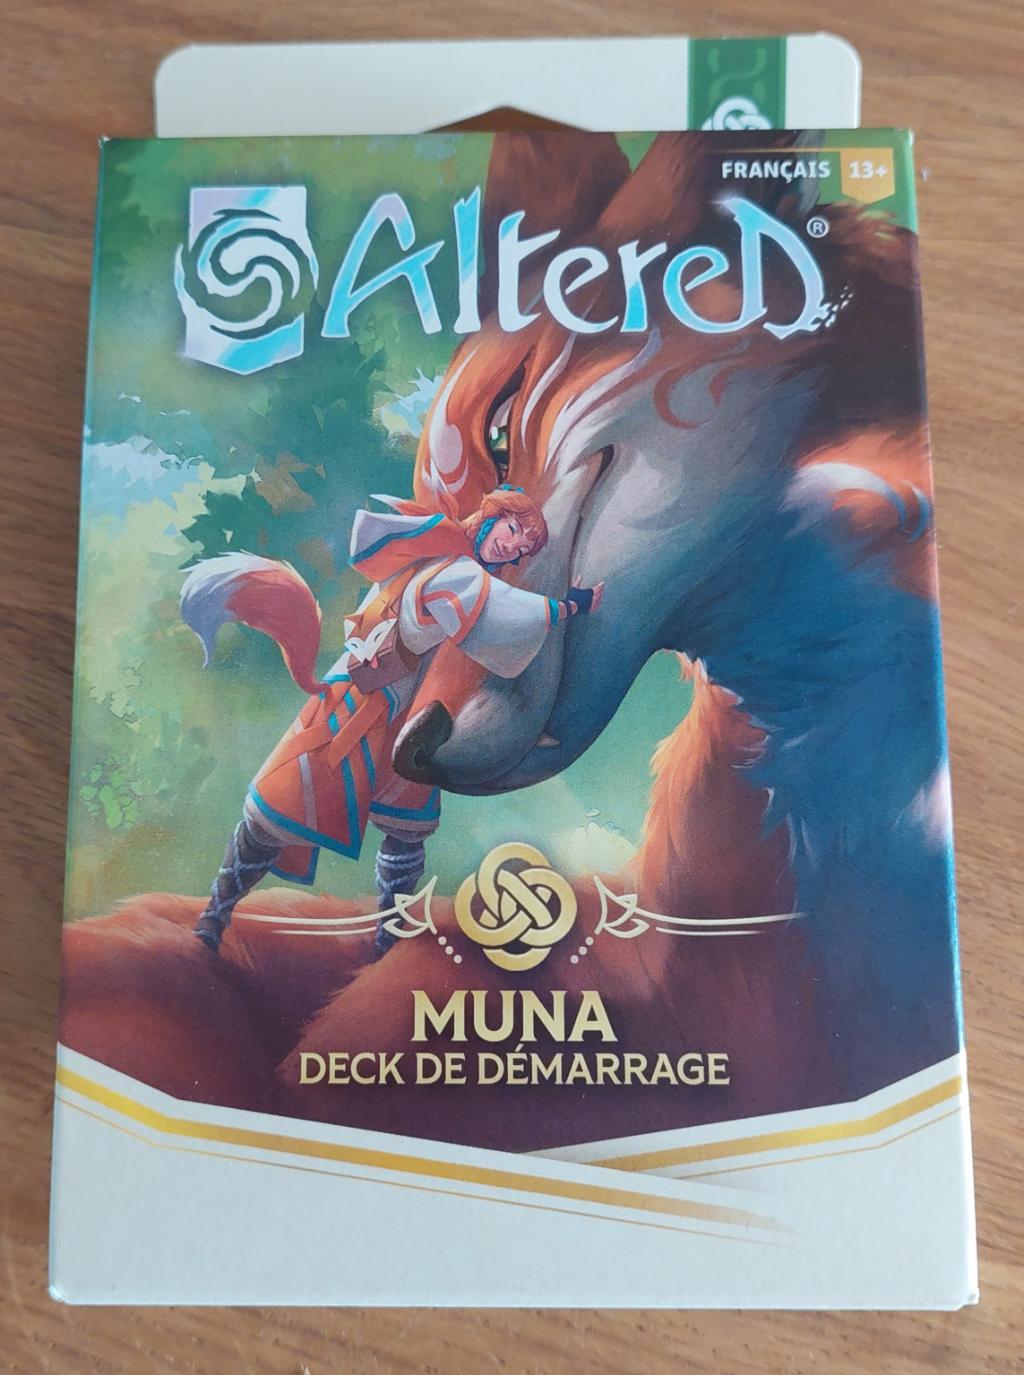 FRANÇAIS 13+
Altered®
MUNA
DECK DE DÉMARRAGE